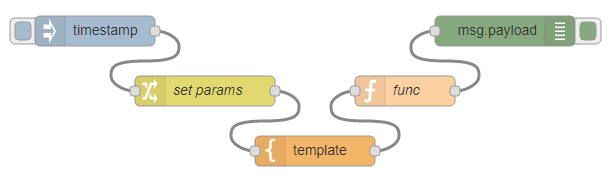 timestamp
msg.payload
set params
func
template